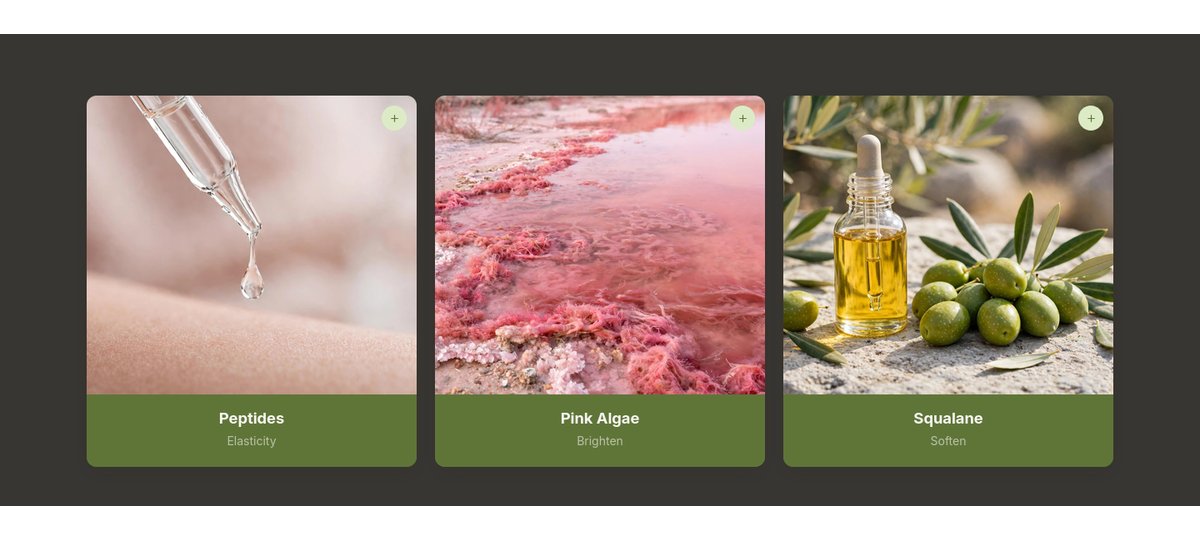 +
+
+
Peptides
Elasticity
Pink Algae
Brighten
Squalane
Soften